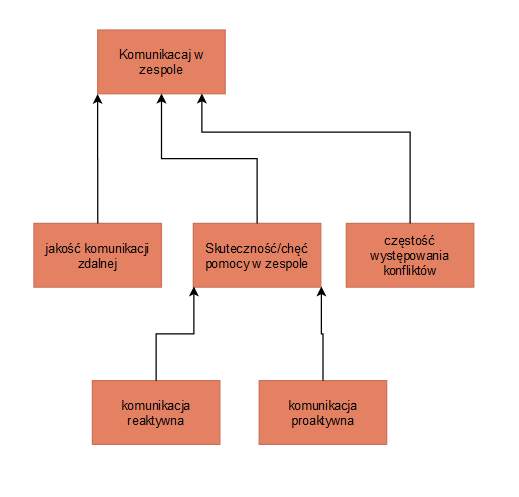 Komunikacaj w
zespole
jakość komunikacji
zdalnej
Skuteczność/chęć
pomocy w zespole
częstość
występowania
konfliktów
komunikacja
reaktywna
komunikacja
proaktywna